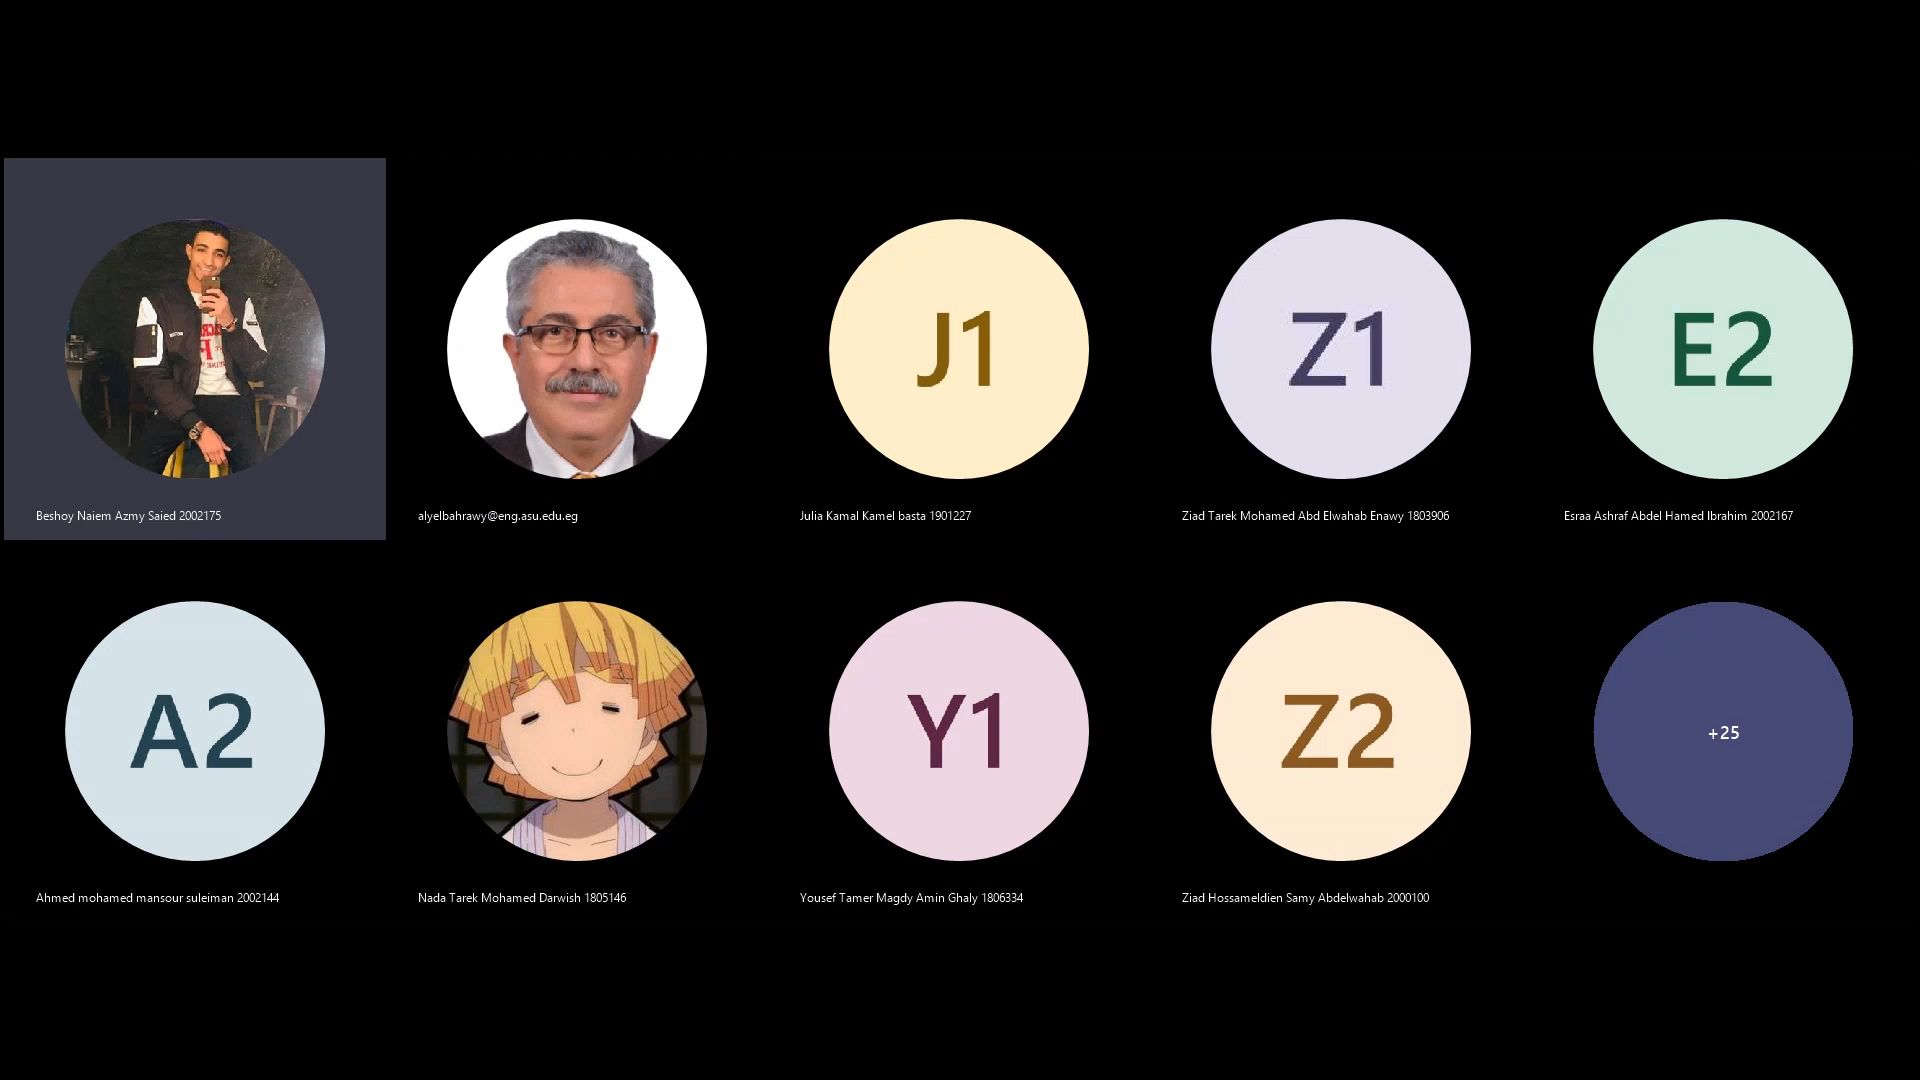 J1
Z1
E2
Beshoy Naiem Azmy Saied 2002175
alyelbahrawy@eng.asu.edu.eg
Julia Kamal Kamel basta 1901227
Ziad Tarek Mohamed Abd Elwahab Enawy 1803906
Esraa Ashraf Abdel Hamed Ibrahim 2002167
A2
Y1
Z2
+25
Ahmed mohamed mansour suleiman 2002144
Nada Tarek Mohamed Darwish 1805146
Yousef Tamer Magdy Amin Ghaly 1806334
Ziad Hossameldien Samy Abdelwahab 2000100